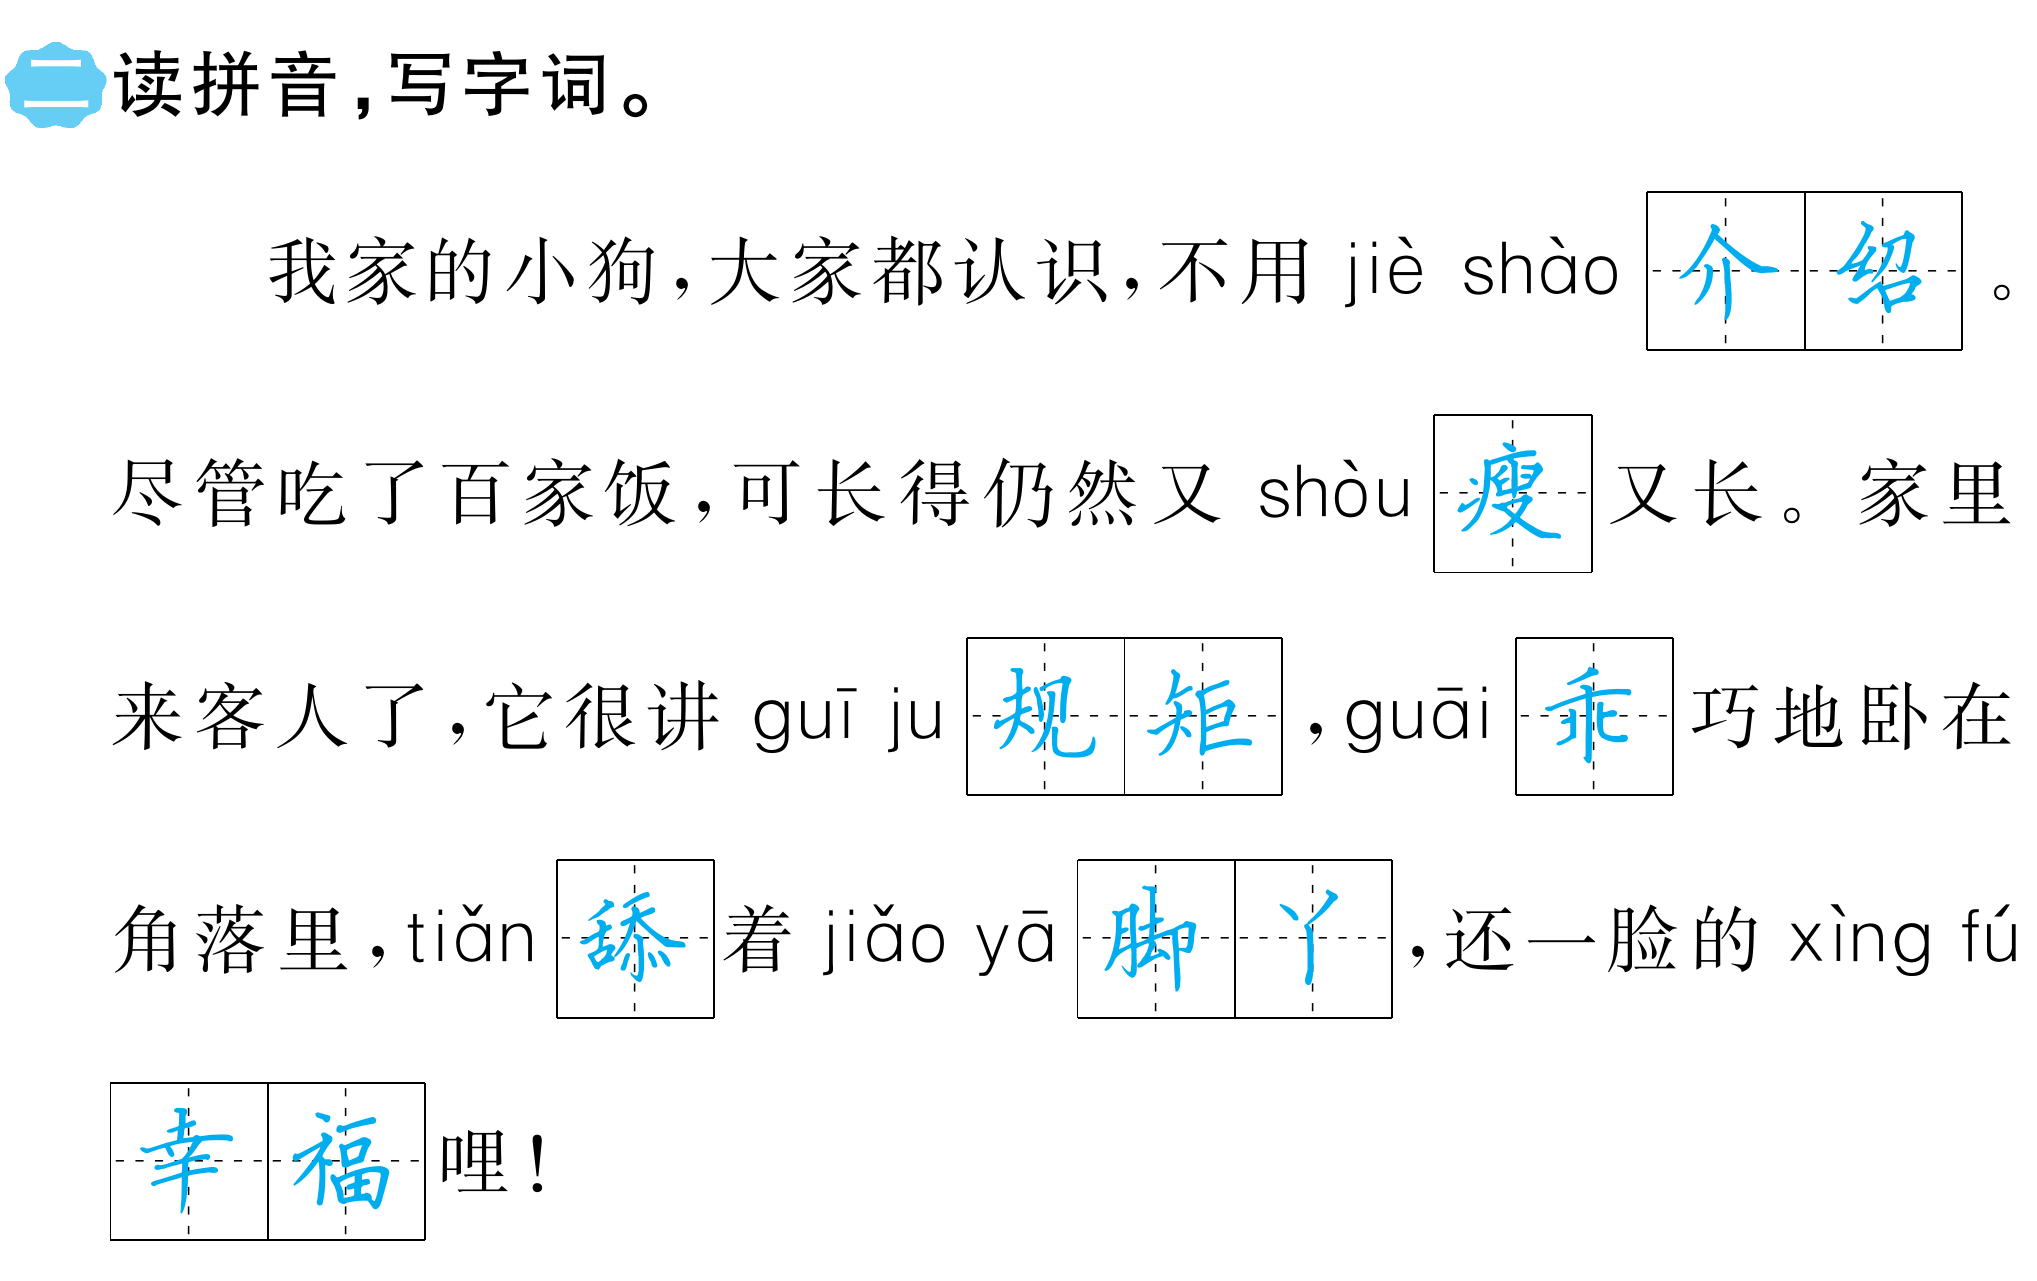 二 读拼音,写字词。
我家的小狗,大家都认识,不用 jiè shào 介绍。
尽管吃了百家饭,可长得仍然又 shòu 瘦又长。家里
来客人了,它很讲 guī ju 规矩,guāi 乖巧地卧在
角落里,tiǎn 舔着 jiǎo yā 脚丫,还一脸的 xìng fú
幸福哩!